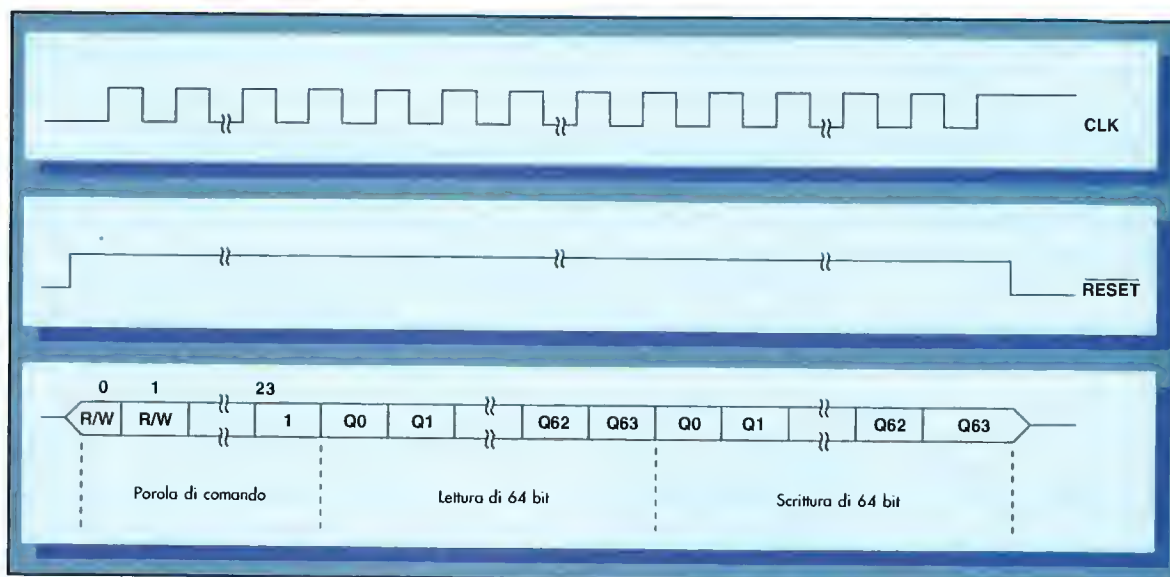 CLK
RESET
0 1 23
R/W R/W 1 Q0 Q1 Q62 Q63 Q0 Q1 Q62 Q63
Porola di comando Lettura di 64 bit Scrittura di 64 bit